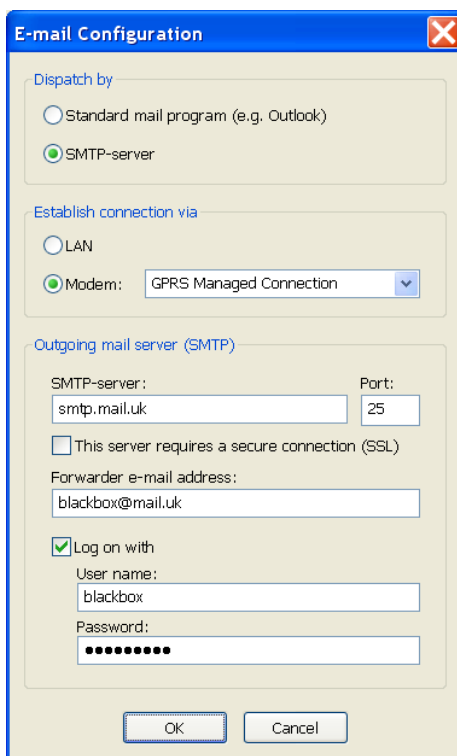 E-mail Configuration
Dispatch by
Standard mail program (e.g. Outlook)
SMTP-server
Establish connection via
LAN
Modem: GPRS Managed Connection
Outgoing mail server (SMTP)
SMTP-server: Port:
smtp.mail.uk 25
This server requires a secure connection (SSL)
Forwarder e-mail address:
blackbox@mail.uk
Log on with
User name:
blackbox
Password:
●●●●●●●●●
OK Cancel